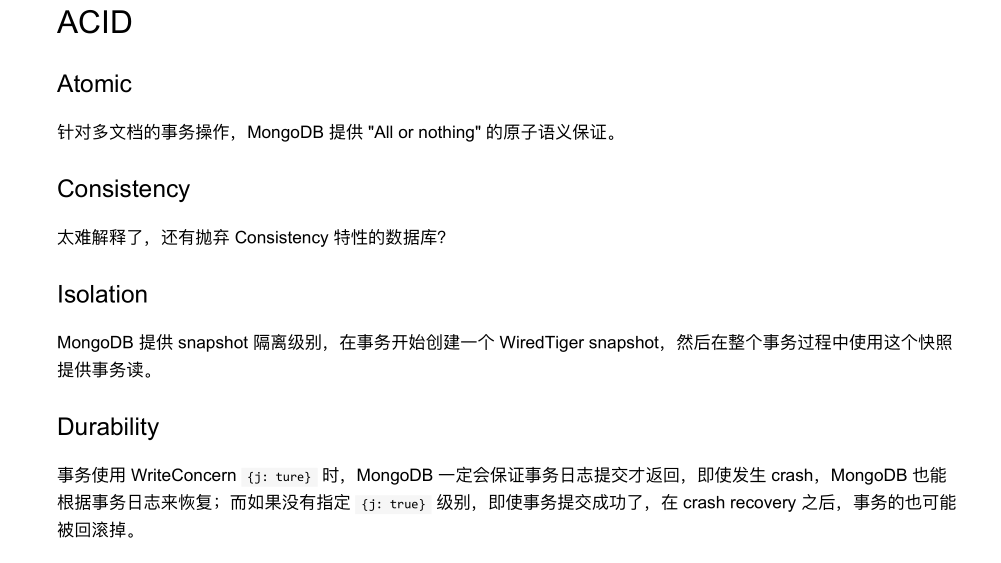 ACID
Atomic
针对多文档的事务操作，MongoDB 提供 "All or nothing" 的原子语义保证。
Consistency
太难解释了，还有抛弃 Consistency 特性的数据库？
Isolation
MongoDB 提供 snapshot 隔离级别，在事务开始创建一个 WiredTiger snapshot，然后在整个事务过程中使用这个快照
提供事务读。
Durability
事务使用 WriteConcern {j: ture} 时，MongoDB 一定会保证事务日志提交才返回，即使发生 crash，MongoDB 也能
根据事务日志来恢复；而如果没有指定 {j: true} 级别，即使事务提交成功了，在 crash recovery 之后，事务的也可能
被回滚掉。